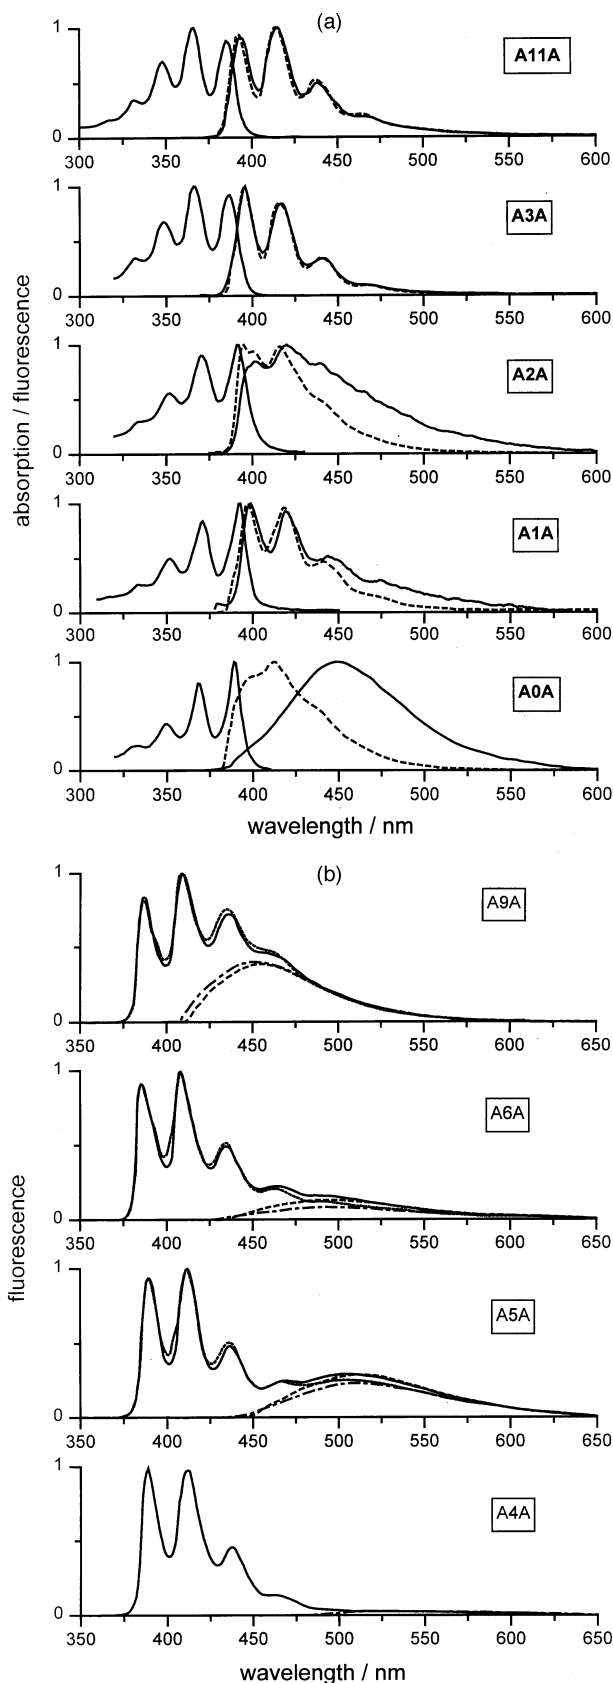 (a)
1
A11A
0
300 350 400 450 500 550 600
1
A3A
0
300 350 400 450 500 550 600
1
A2A
0
300 350 400 450 500 550 600
1
A1A
0
300 350 400 450 500 550 600
1
A0A
0
300 350 400 450 500 550 600
absorption / fluorescence
wavelength / nm
(b)
1
A9A
0
350 400 450 500 550 600 650
1
A6A
0
350 400 450 500 550 600 650
1
A5A
0
350 400 450 500 550 600 650
1
A4A
0
350 400 450 500 550 600 650
fluorescence
wavelength / nm